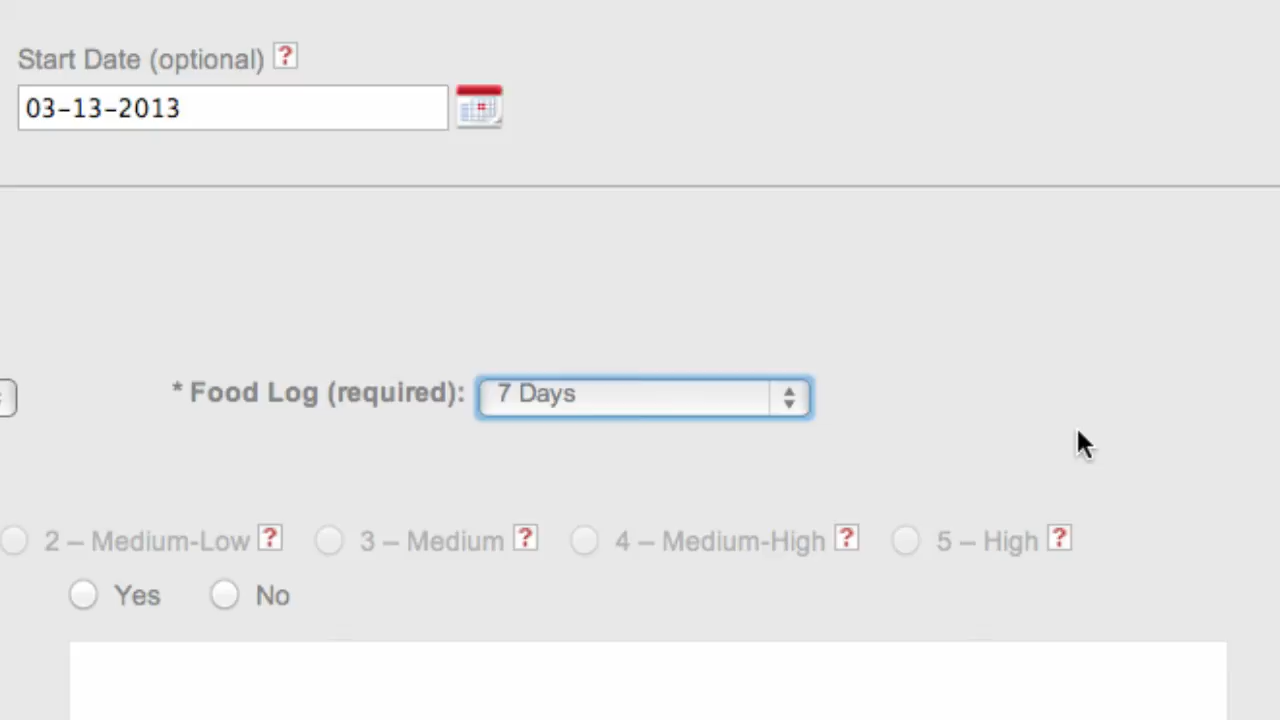 Start Date (optional) ?
03-13-2013
* Food Log (required): 7 Days
2 – Medium-Low ? 3 – Medium ? 4 – Medium-High ? 5 – High ?
Yes No